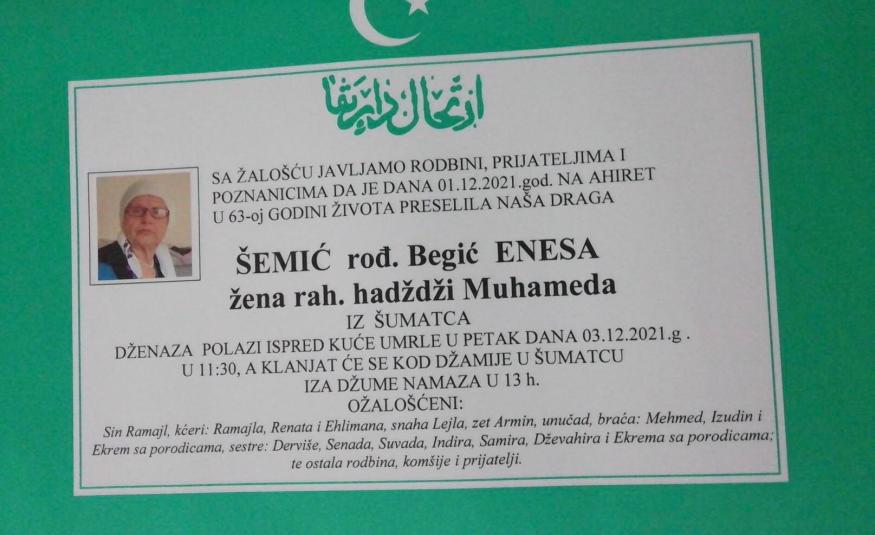 ارتحال دار بقا
SA ŽALOŠĆU JAVLJAMO RODBINI, PRIJATELJIMA I
POZNANICIMA DA JE DANA 01.12.2021.god. NA AHIRET
U 63-oj GODINI ŽIVOTA PRESELILA NAŠA DRAGA
ŠEMIĆ rođ. Begić ENESA
žena rah. hadždži Muhameda
IZ ŠUMATCA
DŽENAZA POLAZI ISPRED KUĆE UMRLE U PETAK DANA 03.12.2021.g .
U 11:30, A KLANJAT ĆE SE KOD DŽAMIJE U ŠUMATCU
IZA DŽUME NAMAZA U 13 h.
OŽALOŠĆENI:
Sin Ramajl, kćeri: Ramajla, Renata i Ehlimana, snaha Lejla, zet Armin, unučad, braća: Mehmed, Izudin i
Ekrem sa porodicama, sestre: Derviše, Senada, Suvada, Indira, Samira, Dževahira i Ekrema sa porodicama;
te ostala rodbina, komšije i prijatelji.